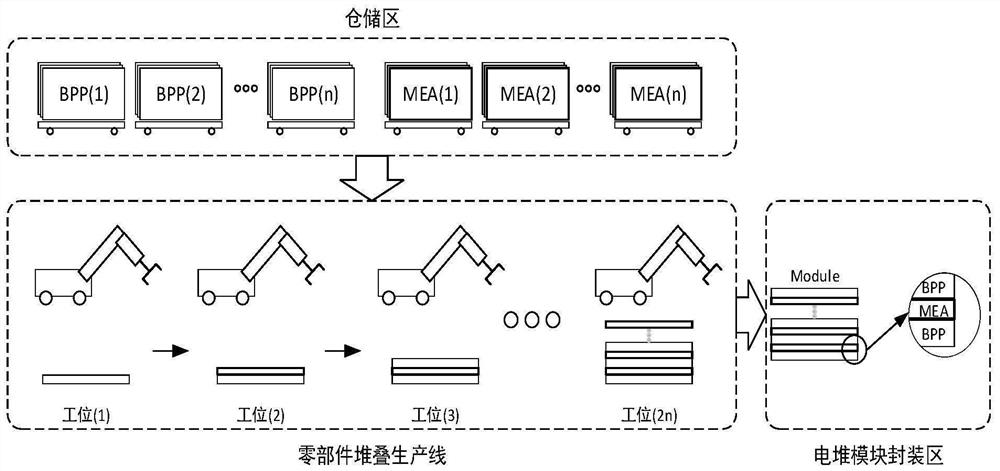 仓储区
BPP(1) BPP(2) ooo BPP(n) MEA(1) MEA(2) ooo MEA(n)
Module
BPP
MEA
BPP
工位(1) 工位(2) 工位(3) 工位(2n)
零部件堆叠生产线
电堆模块封装区